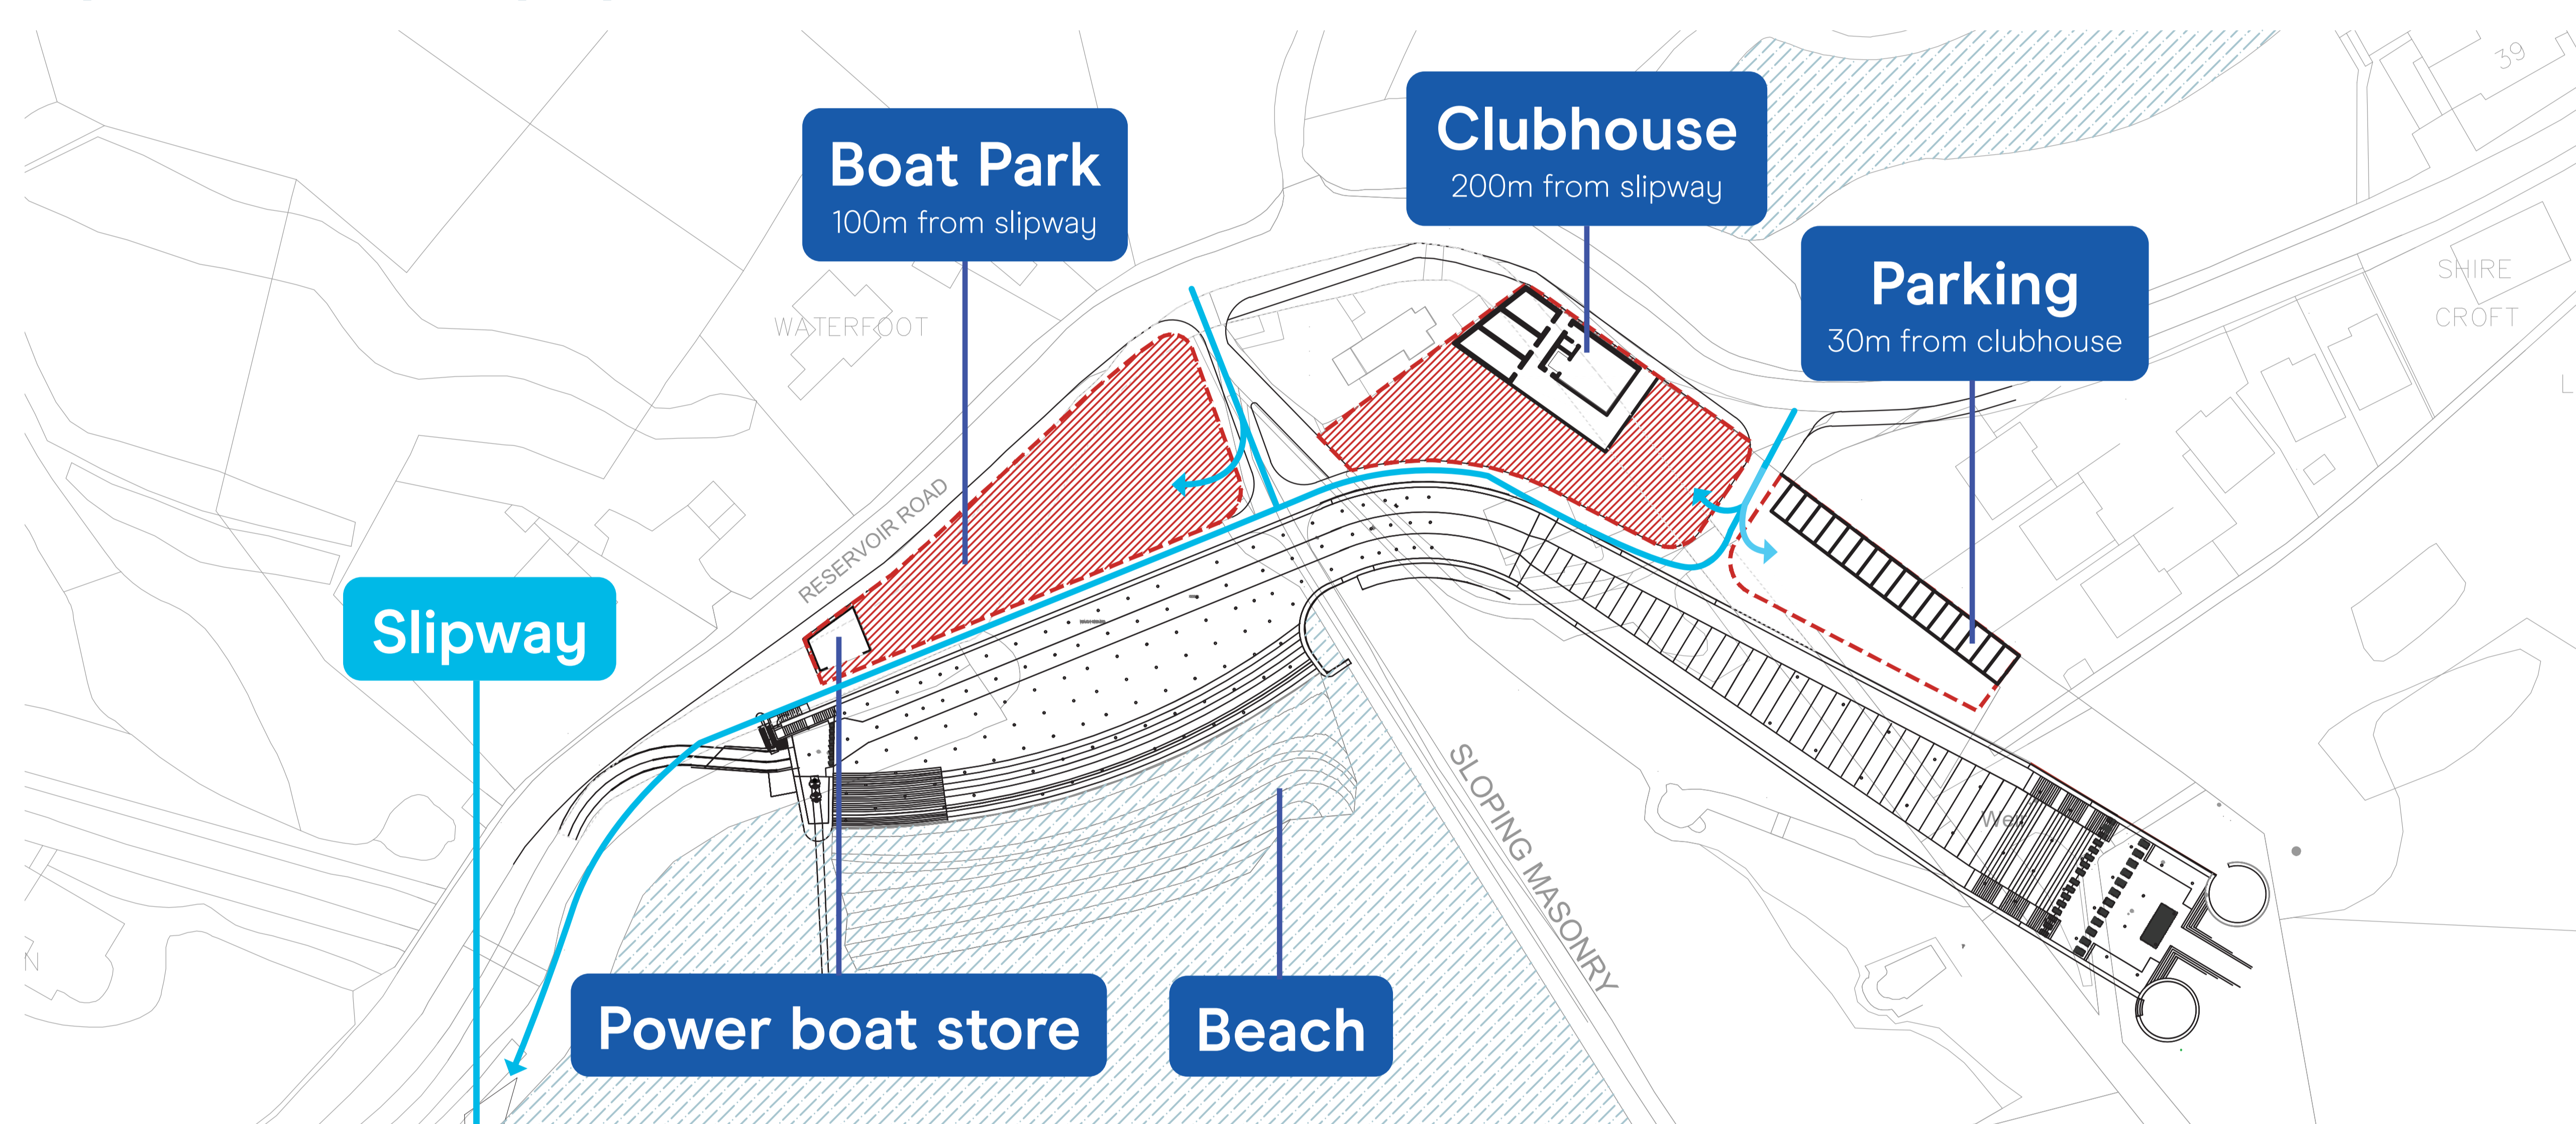 39
Clubhouse
200m from slipway
Boat Park
100m from slipway
Parking
30m from clubhouse
SHIRE
CROFT
WATERFOOT
L
RESERVOIR ROAD
Slipway
SLOPING MASONRY
Weir
N
Power boat store
Beach